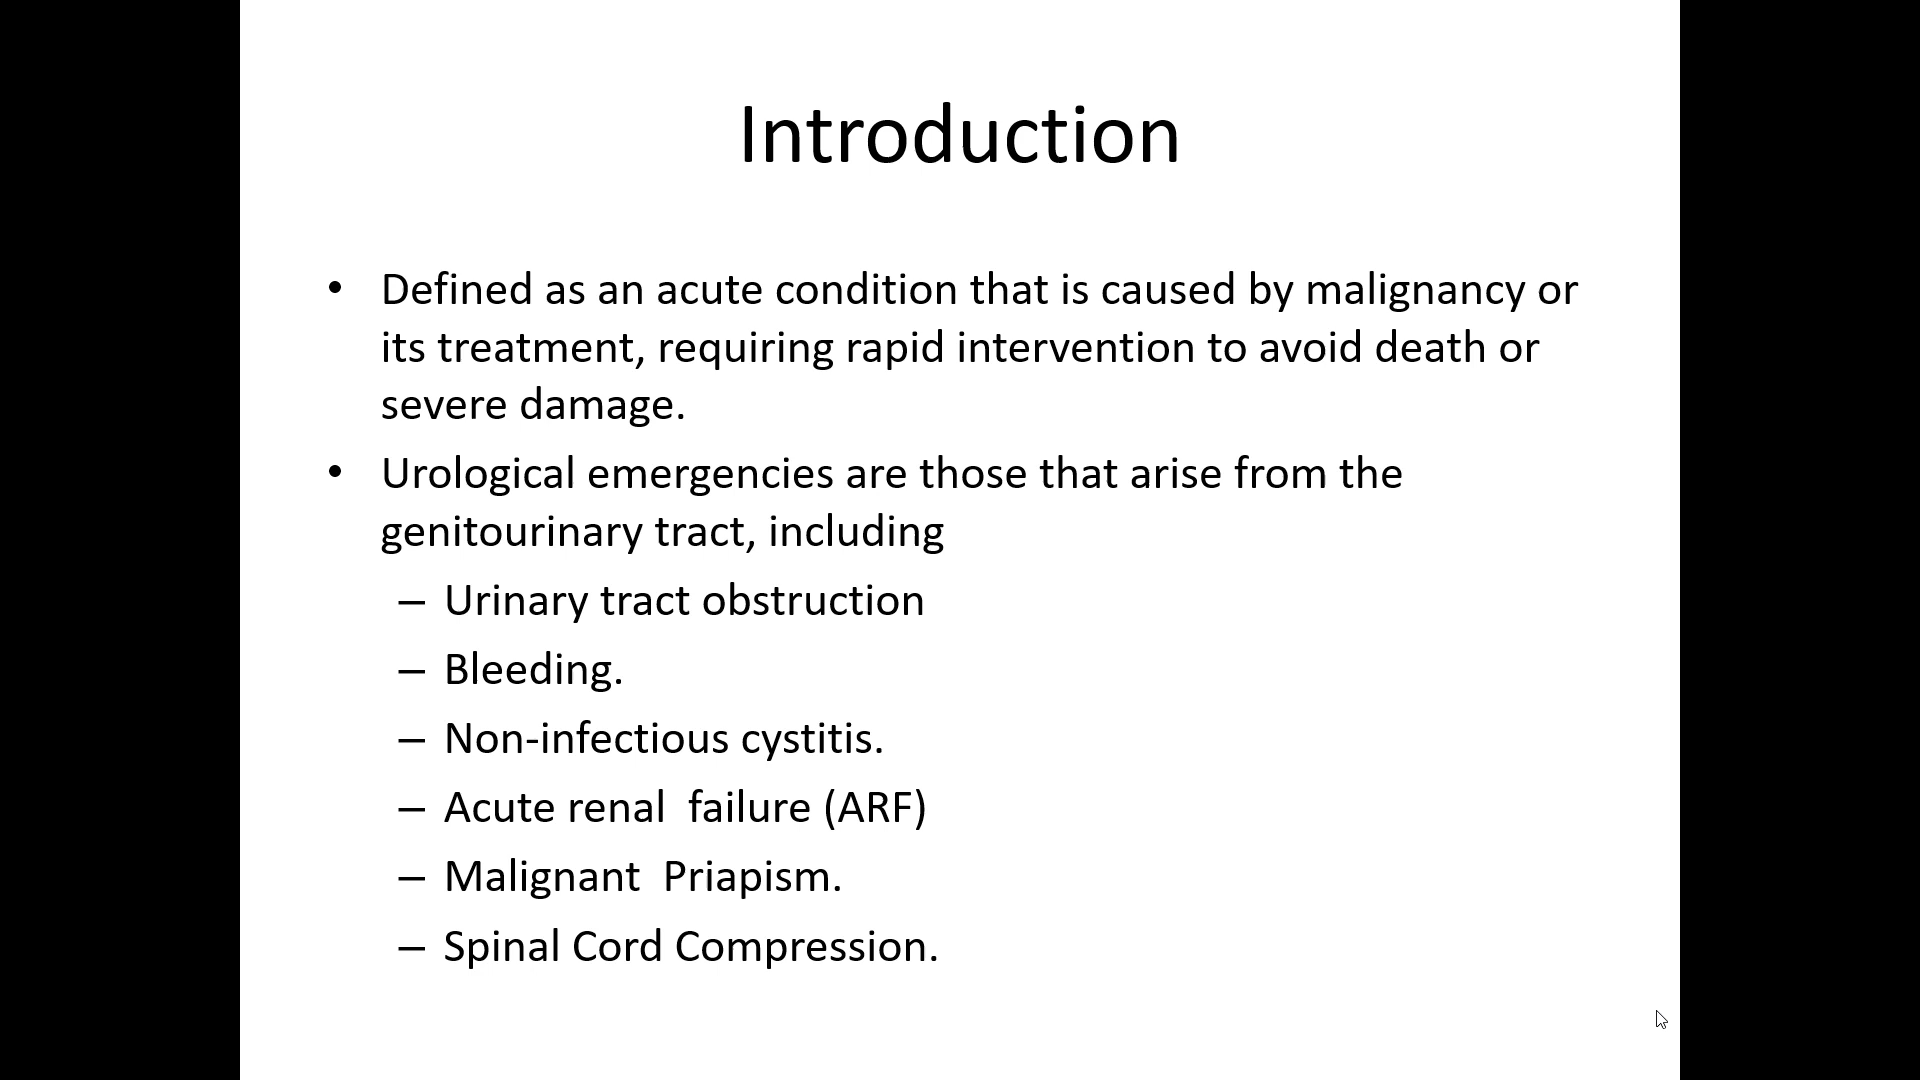 Introduction
• Defined as an acute condition that is caused by malignancy or
its treatment, requiring rapid intervention to avoid death or
severe damage.
• Urological emergencies are those that arise from the
genitourinary tract, including
– Urinary tract obstruction
– Bleeding.
– Non-infectious cystitis.
– Acute renal  failure (ARF)
– Malignant  Priapism.
– Spinal Cord Compression.